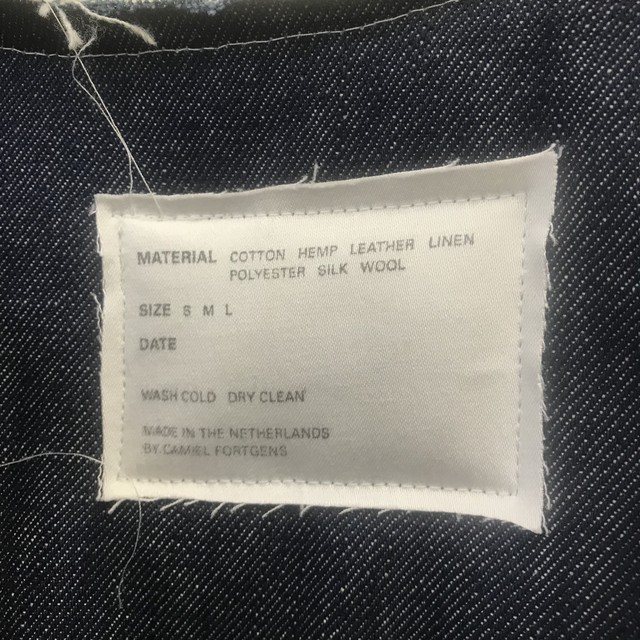 MATERIAL COTTON HEMP LEATHER LINEN
POLYESTER SILK WOOL
SIZE S M L
DATE
WASH COLD DRY CLEAN
MADE IN THE NETHERLANDS
BY CAMIEL FORTGENS